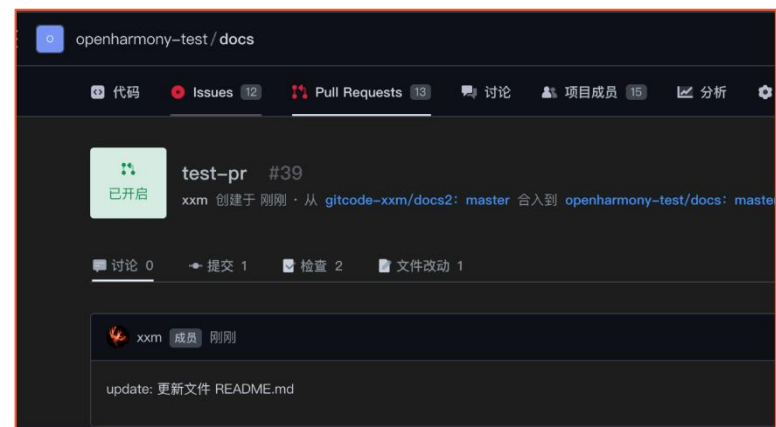 openharmony-test / docs
代码 Issues 12 Pull Requests 13 讨论 项目成员 15 分析
已开启
test-pr #39
xxm 创建于 刚刚 · 从 gitcode-xxm/docs2: master 合入到 openharmony-test/docs: maste
讨论 0 提交 1 检查 2 文件改动 1
xxm 成员 刚刚
update: 更新文件 README.md